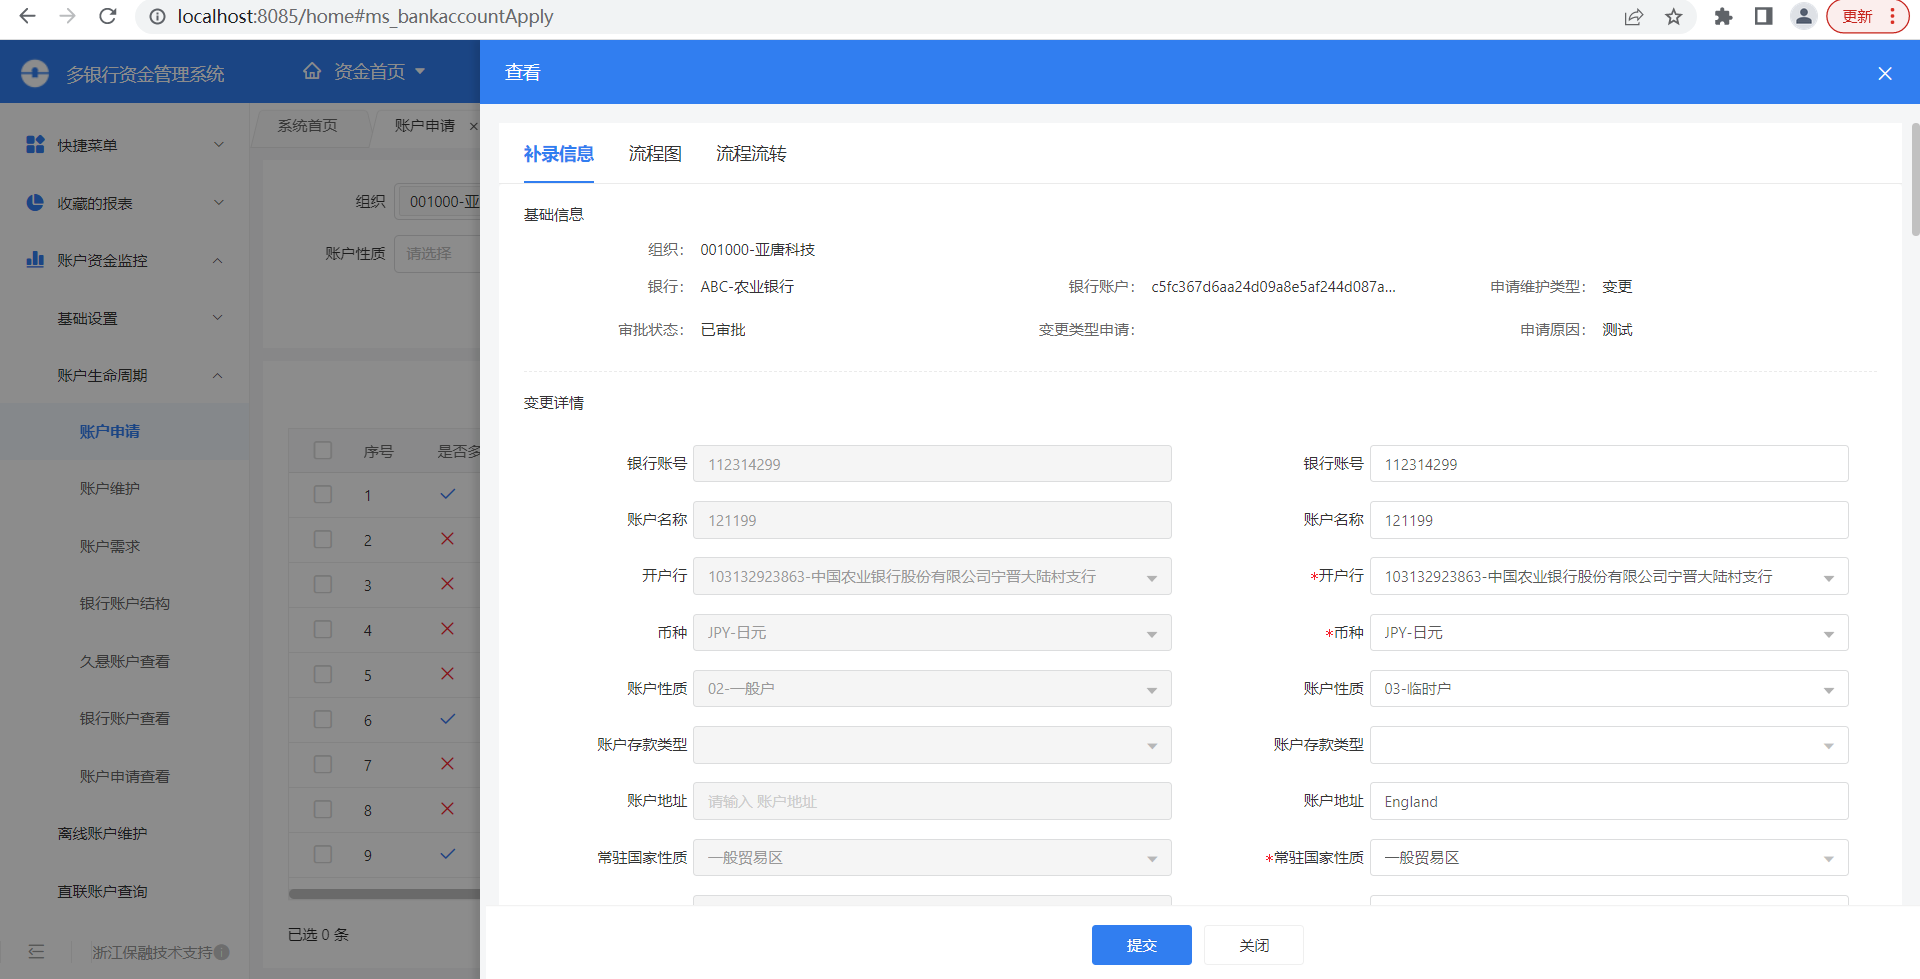 localhost:8085/home#ms_bankaccountApply
更新
多银行资金管理系统
资金首页
查看
快捷菜单
收藏的报表
账户资金监控
基础设置
账户生命周期
账户申请
账户维护
账户需求
银行账户结构
久悬账户查看
银行账户查看
账户申请查看
离线账户维护
直联账户查询
浙江保融技术支持
系统首页
账户申请
组织 001000-亚
账户性质 请选择
序号 是否多
1
2
3
4
5
6
7
8
9
已选 0 条
补录信息 流程图 流程流转
基础信息
组织： 001000-亚唐科技
银行： ABC-农业银行 银行账户： c5fc367d6aa24d09a8e5af244d087a... 申请维护类型： 变更
审批状态： 已审批 变更类型申请： 申请原因： 测试
变更详情
银行账号 112314299 银行账号 112314299
账户名称 121199 账户名称 121199
开户行 103132923863-中国农业银行股份有限公司宁晋大陆村支行 *开户行 103132923863-中国农业银行股份有限公司宁晋大陆村支行
币种 JPY-日元 *币种 JPY-日元
账户性质 02-一般户 账户性质 03-临时户
账户存款类型 账户存款类型
账户地址 请输入 账户地址 账户地址 England
常驻国家性质 一般贸易区 *常驻国家性质 一般贸易区
提交 关闭